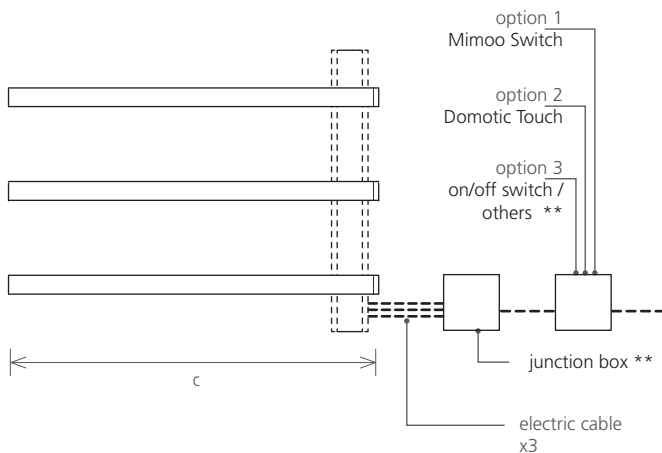 option 1
Mimoo Switch
option 2
Domotic Touch
option 3
on/off switch /
others **
junction box **
c
electric cable
x3